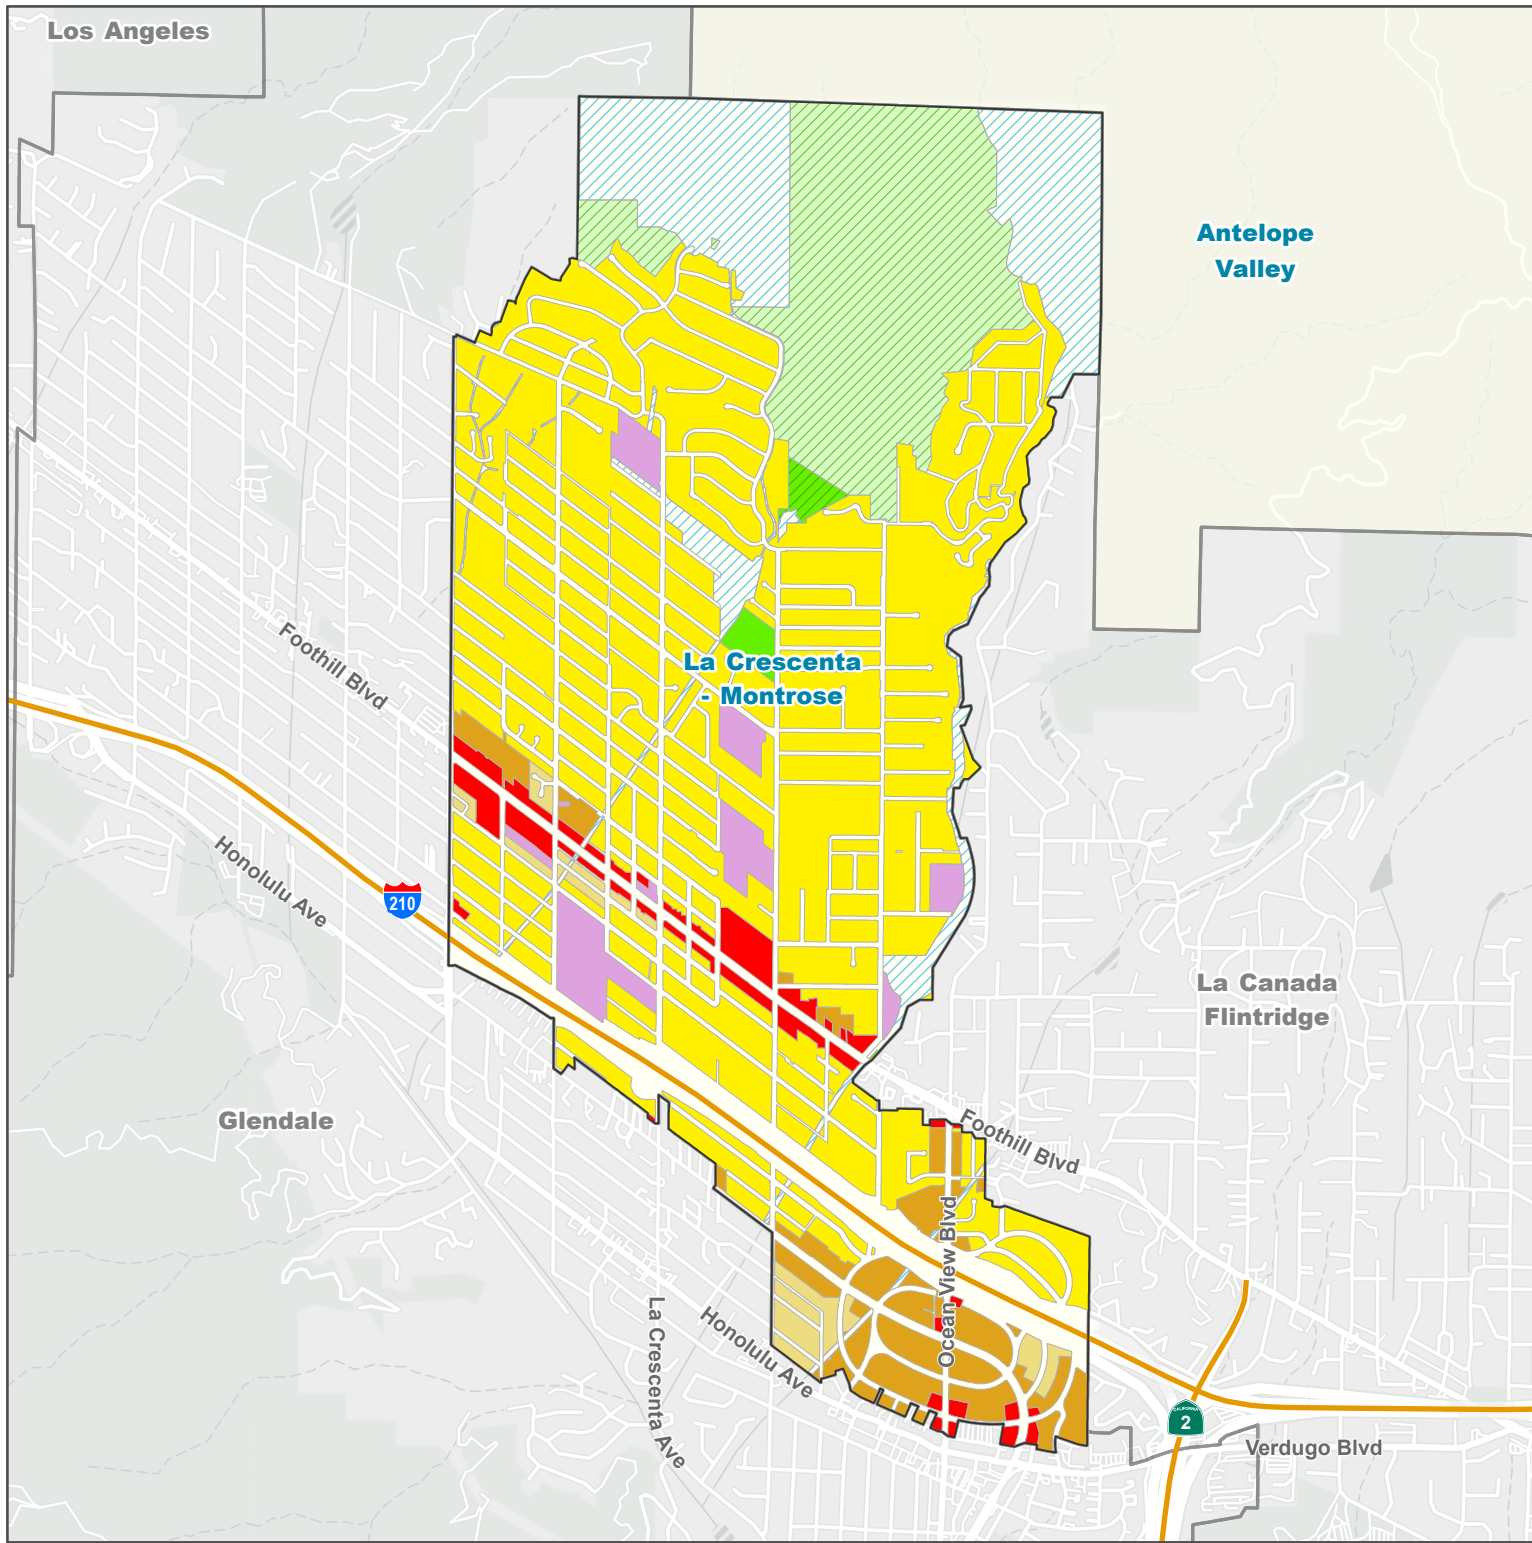 Los Angeles
Antelope
Valley
Foothill Blvd
La Crescenta
- Montrose
Honolulu Ave
210
La Canada
Flintridge
Glendale
Foothill Blvd
Ocean View Blvd
La Crescenta Ave
Honolulu Ave
CALIFORNIA
2
Verdugo Blvd